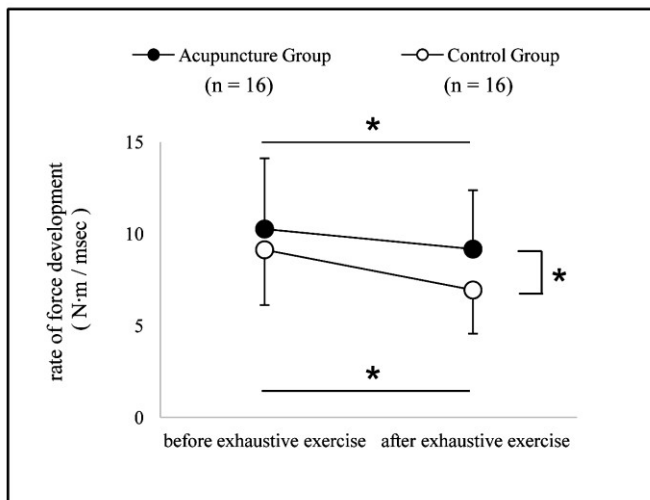 Acupuncture Group
(n = 16)
Control Group
(n = 16)
rate of force development
( N·m / msec )
15
10
5
0
*
*
*
before exhaustive exercise
after exhaustive exercise